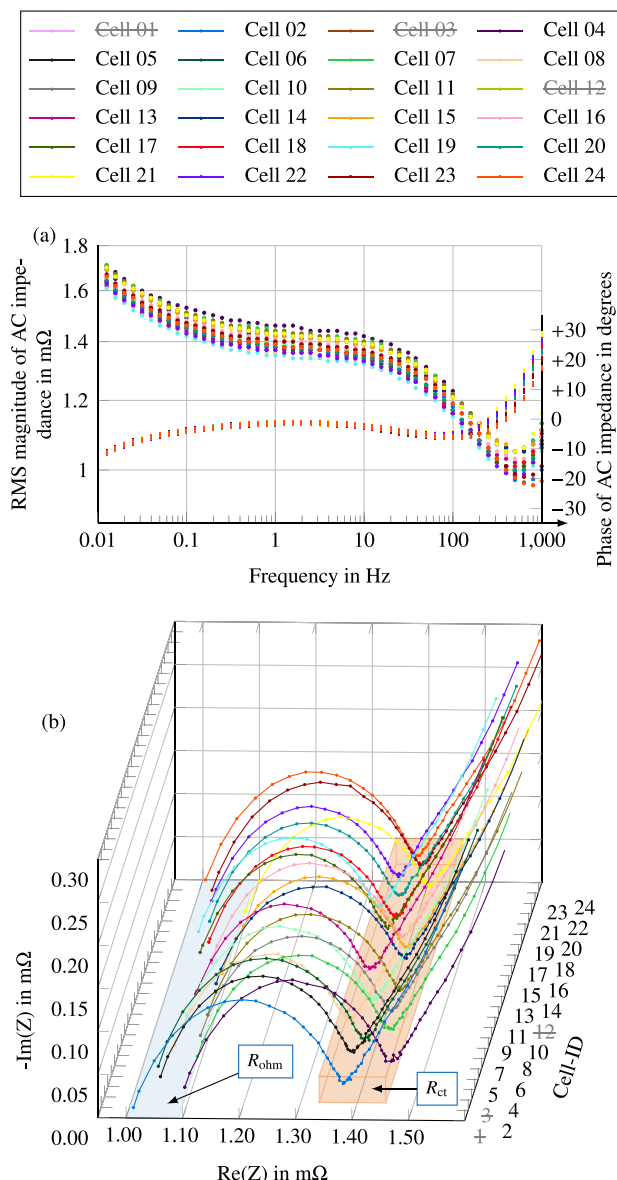 Cell 01 Cell 02 Cell 03 Cell 04
Cell 05 Cell 06 Cell 07 Cell 08
Cell 09 Cell 10 Cell 11 Cell 12
Cell 13 Cell 14 Cell 15 Cell 16
Cell 17 Cell 18 Cell 19 Cell 20
Cell 21 Cell 22 Cell 23 Cell 24
(a)
RMS magnitude of AC impe-
dance in mΩ
1.8
1.6
1.4
1.2
1
+30
+20
+10
0
−10
−20
−30
Phase of AC impedance in degrees
0.01 0.1 1 10 100 1,000
Frequency in Hz
(b)
-Im(Z) in mΩ
0.30
0.25
0.20
0.15
0.10
0.05
0.00
R_ohm
R_ct
1.00 1.10 1.20 1.30 1.40 1.50
Re(Z) in mΩ
23 24
21 22
19 20
17 18
15 16
13 14
11 12
9 10
7 8
5 6
3 4
1 2
Cell-ID